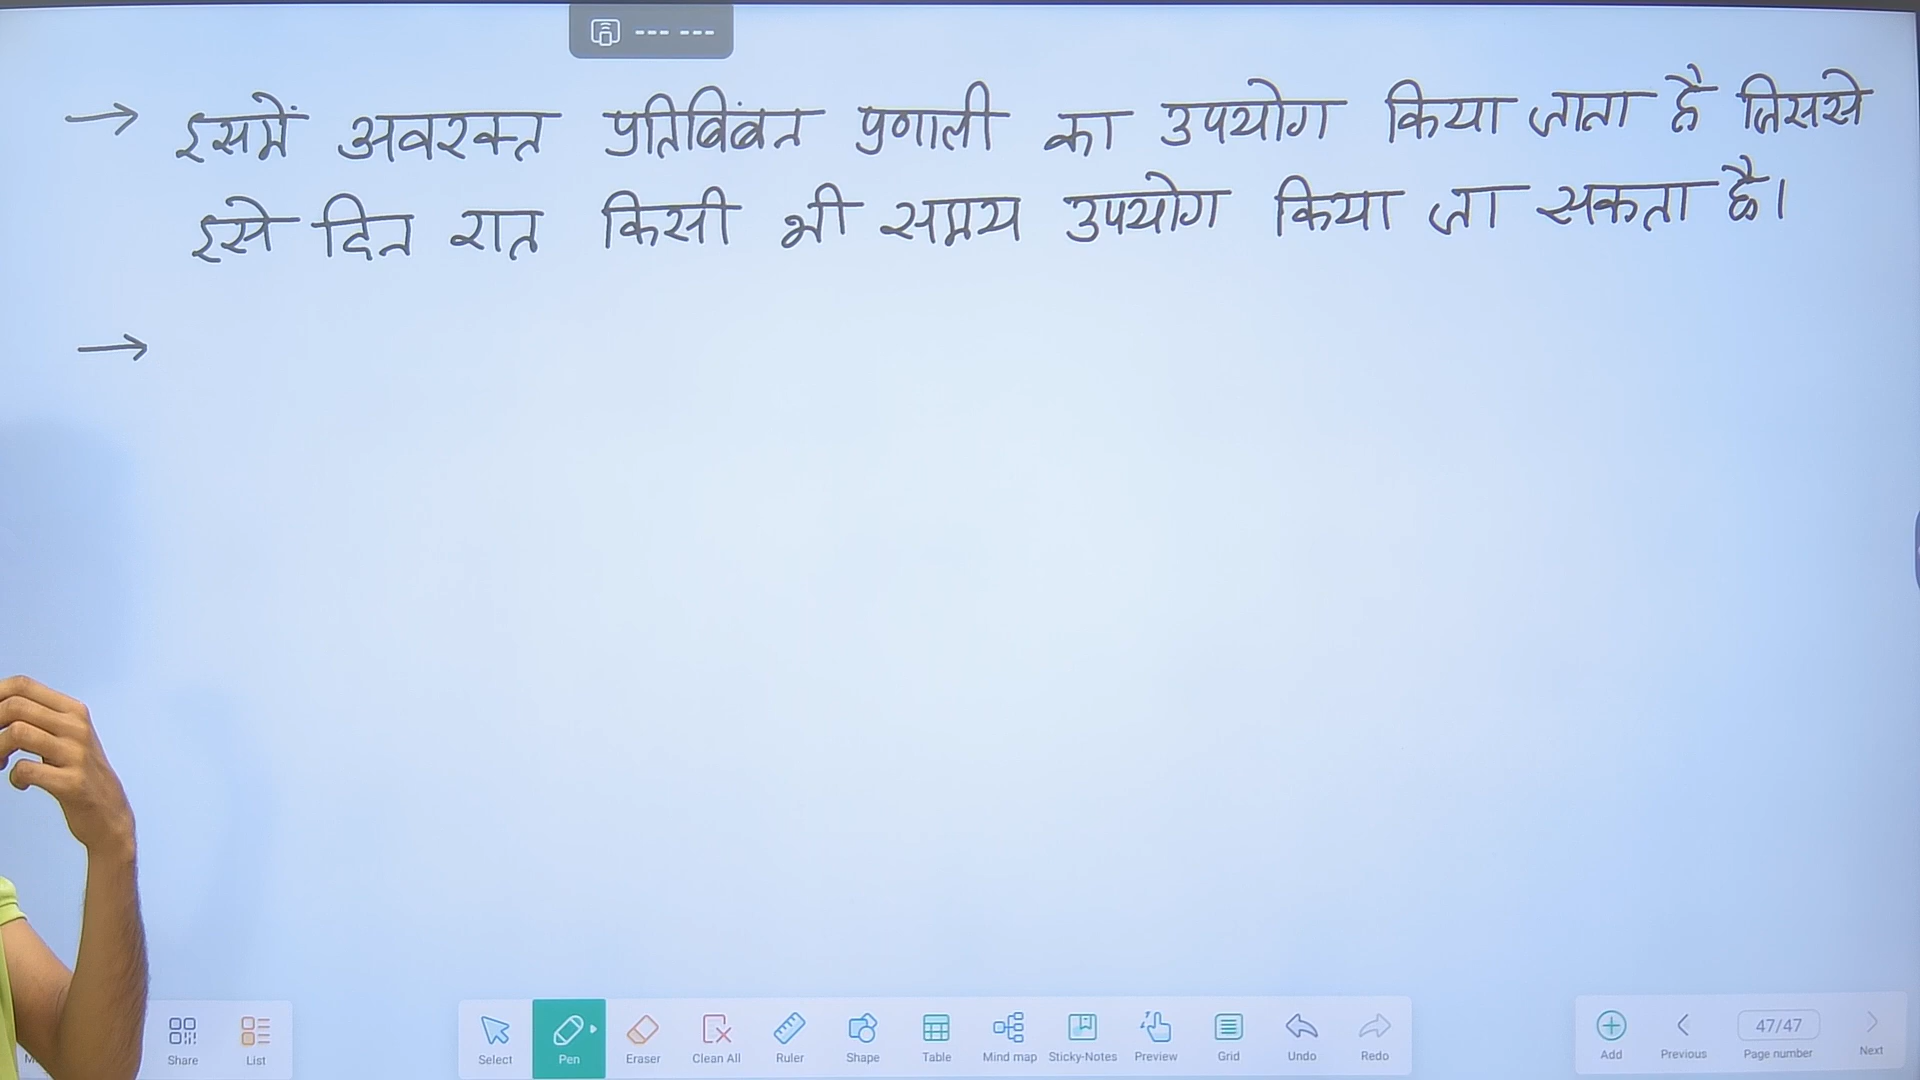 --- ---
→ इसमें अवरक्त प्रतिबिंबन प्रणाली का उपयोग किया जाता है जिससे
इसे दिन रात किसी भी समय उपयोग किया जा सकता है।
→
Share List Select Pen Eraser Clean All Ruler Shape Table Mind map Sticky-Notes Preview Grid Undo Redo Add Previous 47/47 Page number Next